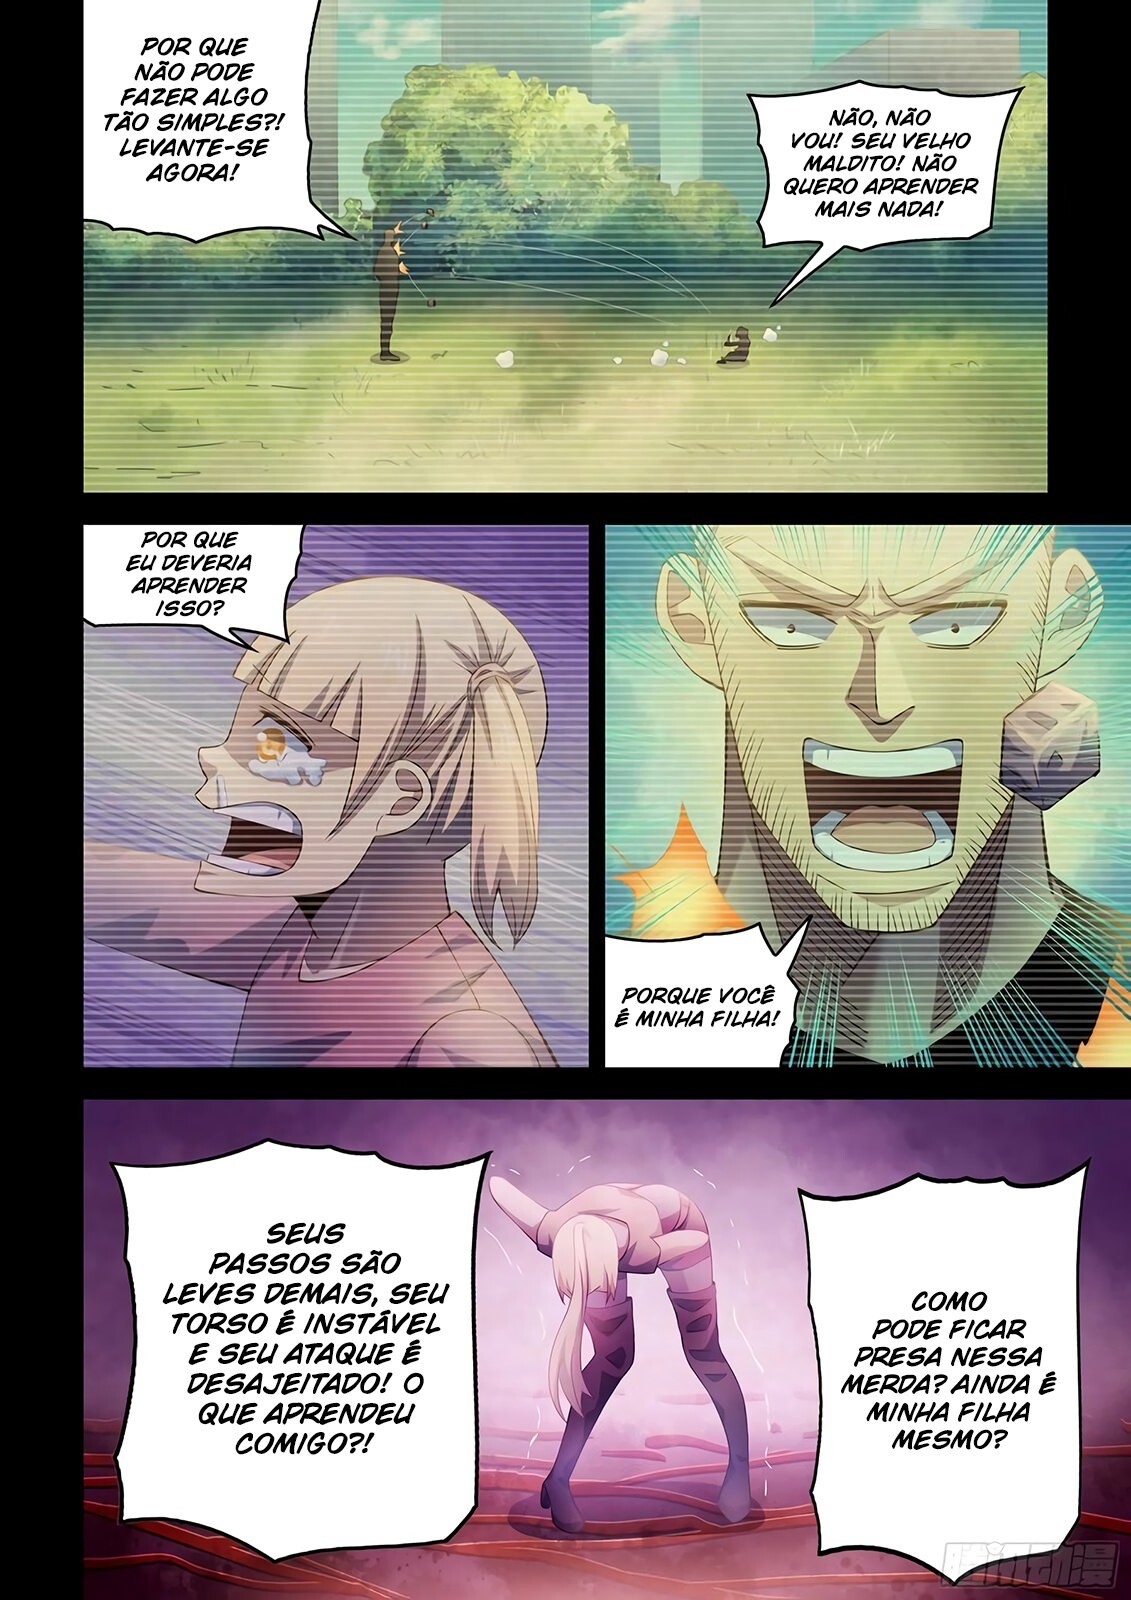 POR QUE
NÃO PODE
FAZER ALGO
TÃO SIMPLES?!
LEVANTE-SE
AGORA!
NÃO, NÃO
VOU! SEU VELHO
MALDITO! NÃO
QUERO APRENDER
MAIS NADA!
POR QUE
EU DEVERIA
APRENDER
ISSO?
PORQUE VOCÊ
É MINHA FILHA!
SEUS
PASSOS SÃO
LEVES DEMAIS, SEU
TORSO É INSTÁVEL
E SEU ATAQUE É
DESAJEITADO! O
QUE APRENDEU
COMIGO?!
COMO
PODE FICAR
PRESA NESSA
MERDA? AINDA É
MINHA FILHA
MESMO?